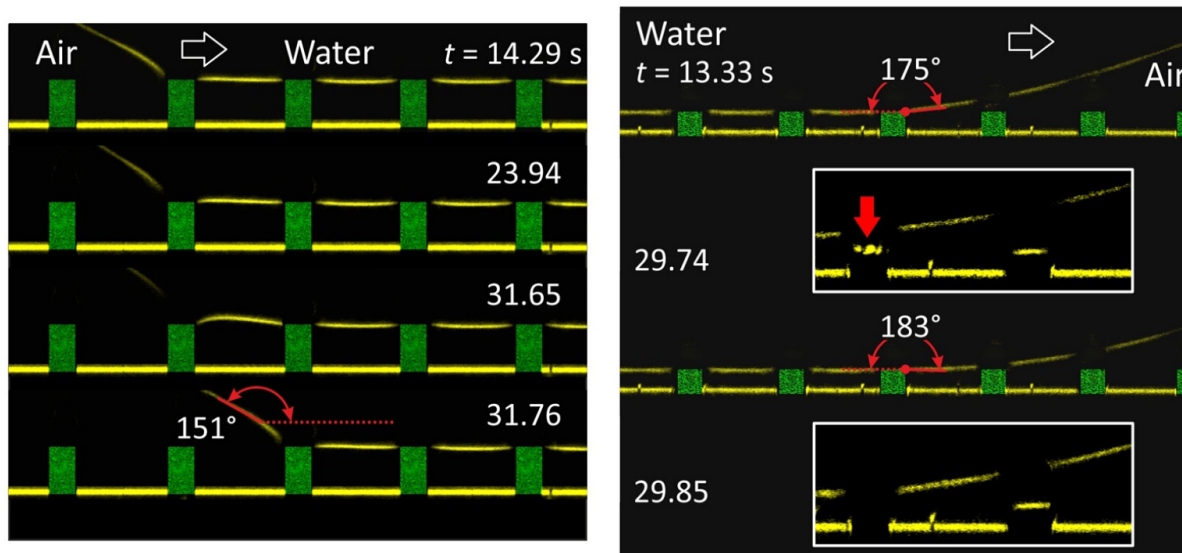 Air
Water
t = 14.29 s
23.94
31.65
151°
31.76
Water
t = 13.33 s
175°
Air
29.74
183°
29.85